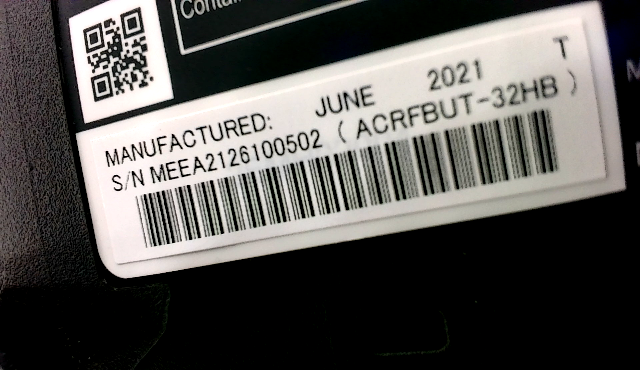 MANUFACTURED: JUNE 2021 T
S/N MEEA2126100502 ( ACRFBUT-32HB )